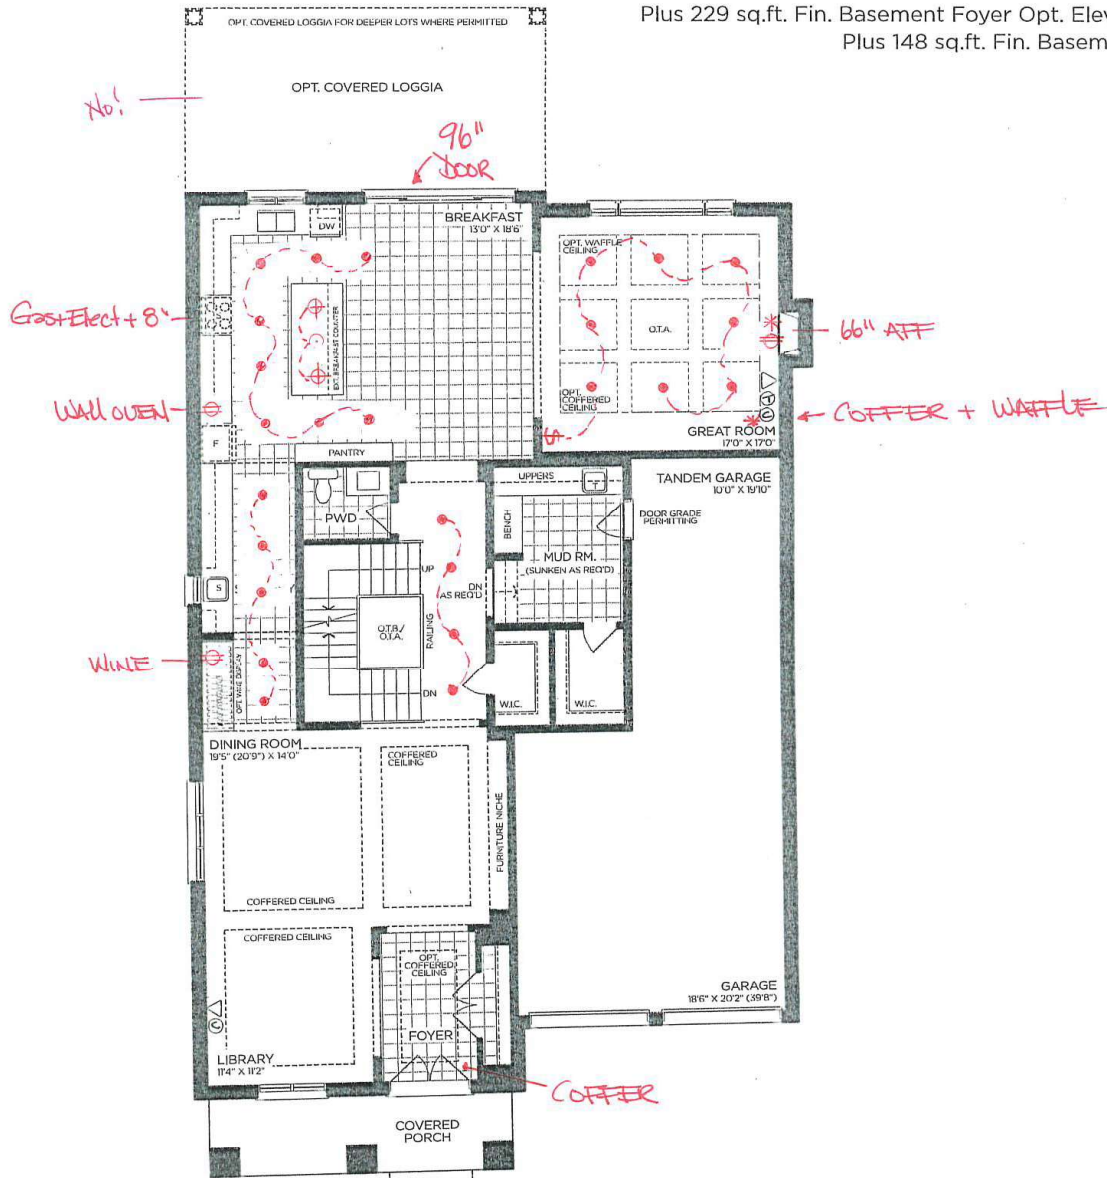 Plus 229 sq.ft. Fin. Basement Foyer Opt. Elev
Plus 148 sq.ft. Fin. Basem
OPT. COVERED LOGGIA FOR DEEPER LOTS WHERE PERMITTED
OPT. COVERED LOGGIA
No!
96"
DOOR
BREAKFAST
13'0" X 18'6"
DW
OPT. WAFFLE
CEILING
Gas+Elect + 8"
EXT. BREAKFAST COUNTER
O.T.A.
66" AFF
WALL OVEN
OPT.
COFFERED
CEILING
COFFER + WAFFLE
F
GREAT ROOM
17'0" X 17'0"
T
C
PANTRY
UPPERS
T
TANDEM GARAGE
10'0" X 19'10"
PWD
BENCH
DOOR GRADE
PERMITTING
MUD RM.
(SUNKEN AS REQ'D)
UP
DN
AS REQ'D
S
O.T.B./
O.T.A.
RAILING
WINE
OPT. WINE DISPLAY
DN
W.I.C.
W.I.C.
DINING ROOM
19'5" (20'9") X 14'0"
COFFERED
CEILING
FURNITURE NICHE
COFFERED CEILING
COFFERED CEILING
OPT.
COFFERED
CEILING
GARAGE
18'6" X 20'2" (39'8")
C
FOYER
LIBRARY
11'4" X 11'2"
COFFER
COVERED
PORCH